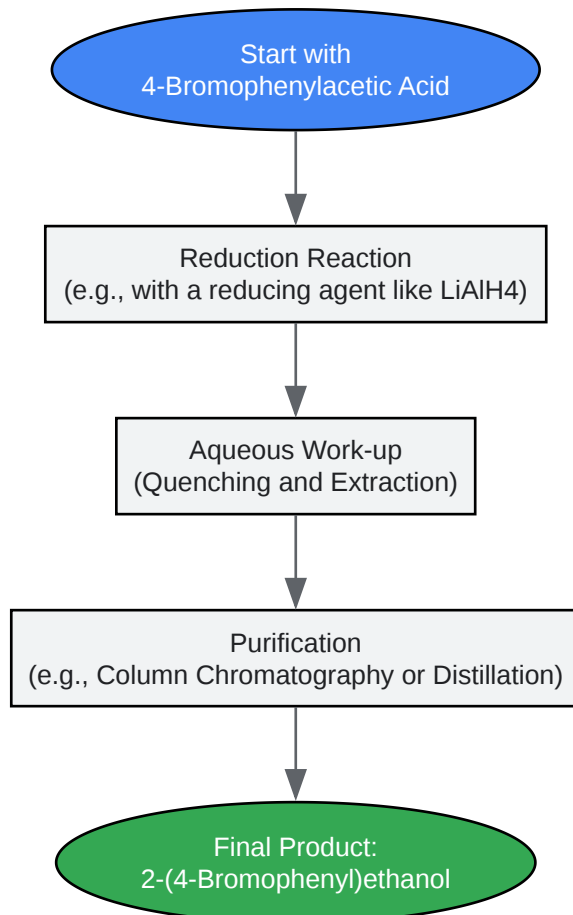 Start with
4-Bromophenylacetic Acid
Reduction Reaction
(e.g., with a reducing agent like LiAlH4)
Aqueous Work-up
(Quenching and Extraction)
Purification
(e.g., Column Chromatography or Distillation)
Final Product:
2-(4-Bromophenyl)ethanol